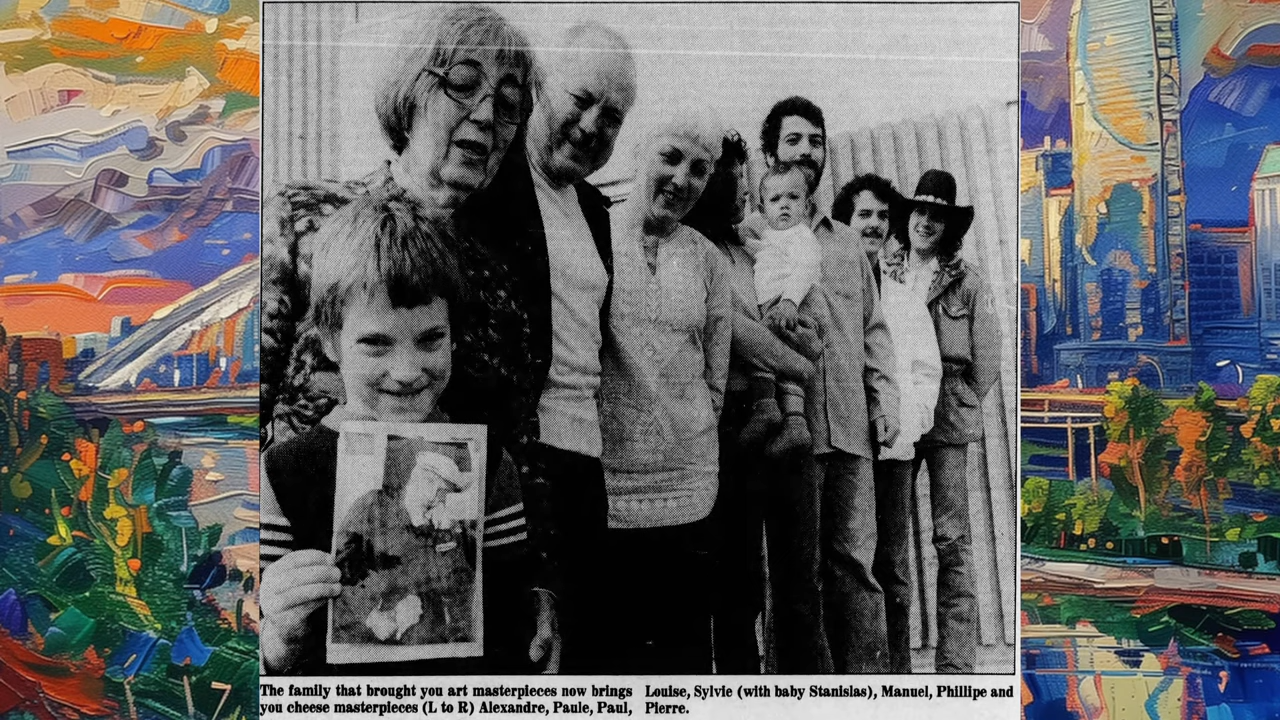 The family that brought you art masterpieces now brings
you cheese masterpieces (L to R) Alexandre, Paule, Paul,
Louise, Sylvie (with baby Stanislas), Manuel, Phillipe and
Pierre.